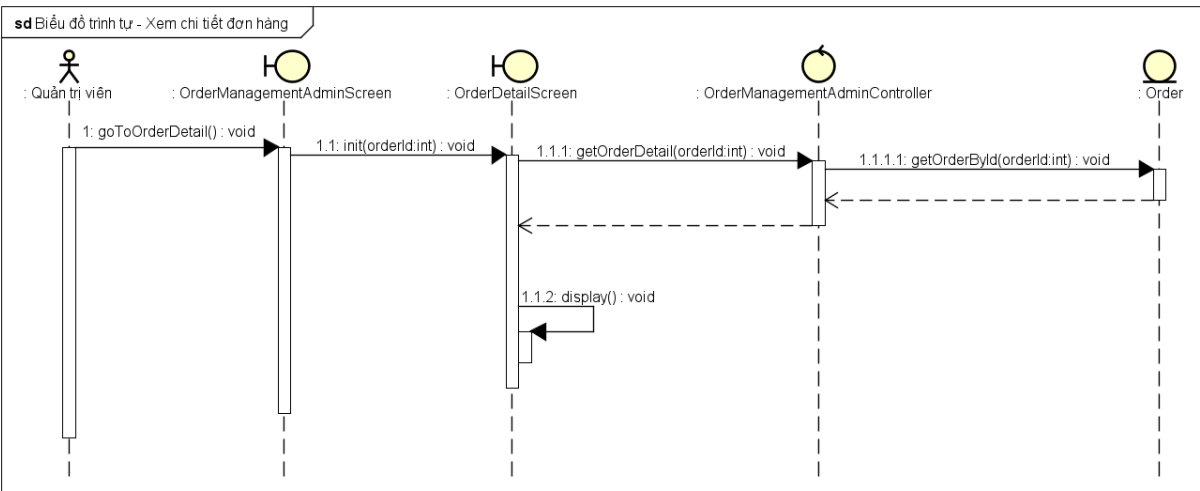 sd Biểu đồ trình tự - Xem chi tiết đơn hàng
: Quản trị viên
: OrderManagementAdminScreen
: OrderDetailScreen
: OrderManagementAdminController
: Order
1: goToOrderDetail() : void
1.1: init(orderId:int) : void
1.1.1: getOrderDetail(orderId:int) : void
1.1.1.1: getOrderById(orderId:int) : void
1.1.2: display() : void